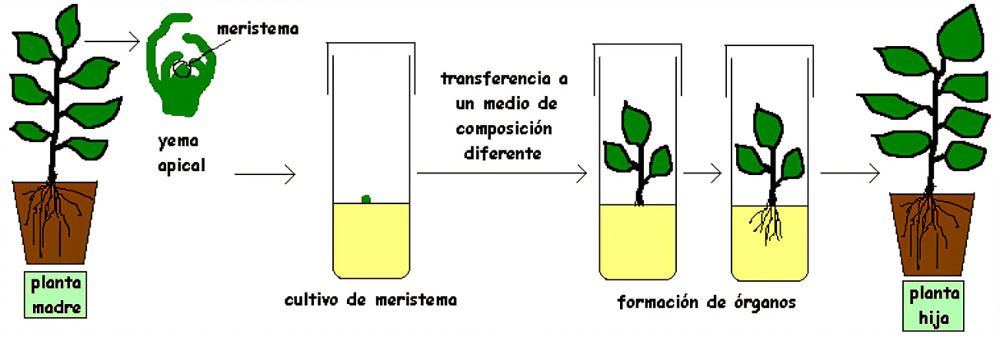 meristema
yema
apical
planta
madre
cultivo de meristema
transferencia a
un medio de
composición
diferente
formación de órganos
planta
hija